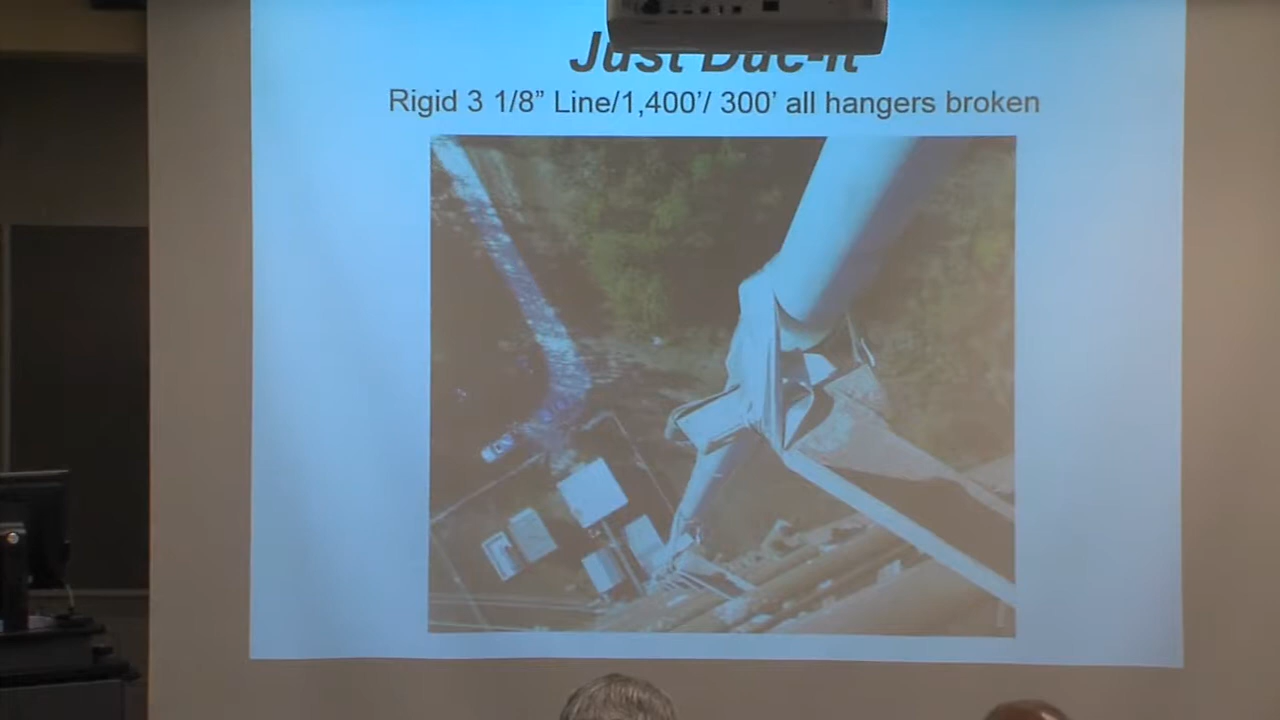 Just Duc-it
Rigid 3 1/8” Line/1,400’/ 300’ all hangers broken